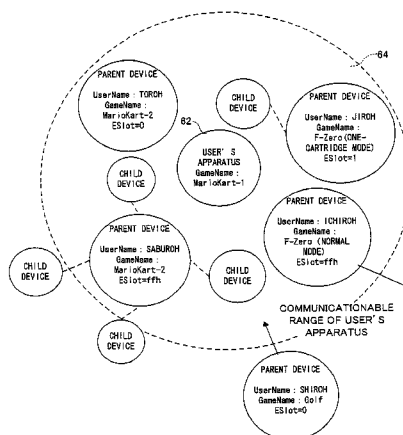 64
PARENT DEVICE
UserName : TOROH
GameName :
MarioKart-2
ESlot=0
CHILD
DEVICE
PARENT DEVICE
UserName : JIROH
GameName :
F-Zero(ONE-
CARTRIDGE MODE)
ESlot=1
62
USER'S
APPARATUS
GameName :
MarioKart-1
CHILD
DEVICE
PARENT DEVICE
UserName : ICHIROH
GameName :
F-Zero (NORMAL
MODE)
ESlot=ffh
PARENT DEVICE
UserName : SABUROH
GameName :
MarioKart-2
ESlot=ffh
CHILD
DEVICE
CHILD
DEVICE
CHILD
DEVICE
COMMUNICATIONABLE
RANGE OF USER'S
APPARATUS
PARENT DEVICE
UserName : SHIROH
GameName : Golf
ESlot=0